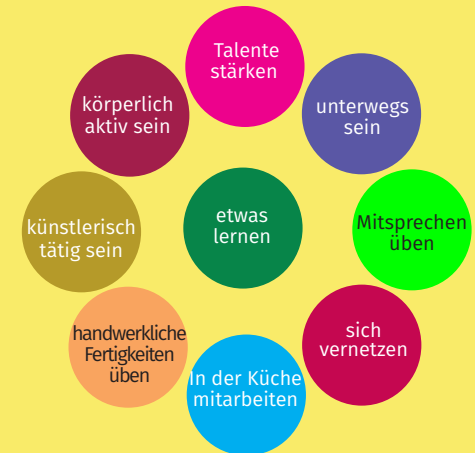 Talente
stärken
körperlich
aktiv sein
unterwegs
sein
künstlerisch
tätig sein
etwas
lernen
Mitsprechen
üben
handwerkliche
Fertigkeiten
üben
sich
vernetzen
In der Küche
mitarbeiten